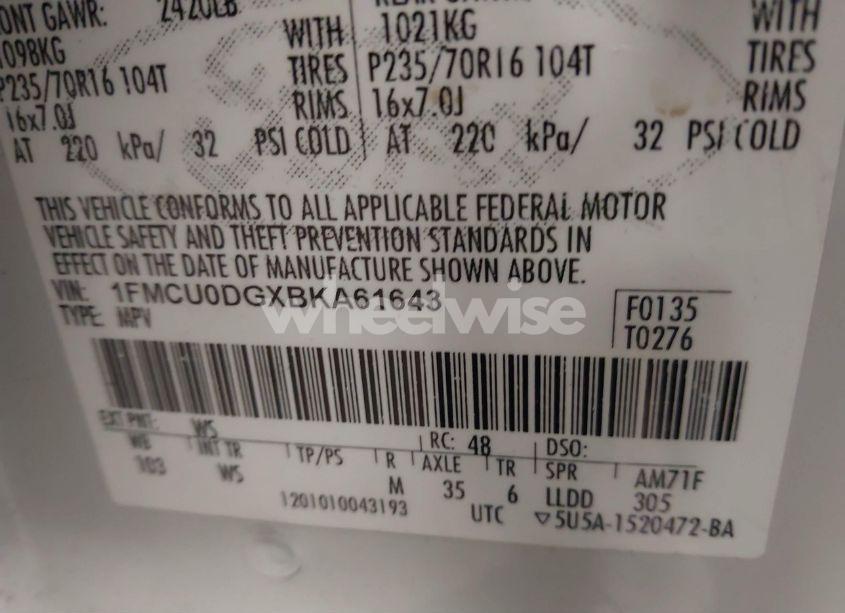 ONT GAWR: 2420LB
1098KG WITH 1021KG WITH
P235/70R16 104T TIRES P235/70R16 104T TIRES
16x7.0J RIMS 16x7.0J RIMS
AT 220 kPa/ 32 PSI COLD AT 220 kPa/ 32 PSI COLD
THIS VEHICLE CONFORMS TO ALL APPLICABLE FEDERAL MOTOR
VEHICLE SAFETY AND THEFT PREVENTION STANDARDS IN
EFFECT ON THE DATE OF MANUFACTURE SHOWN ABOVE.
VIN: 1FMCU0DGXBKA61643 F0135
TYPE: MPV T0276
wheelwise
EXT PNT: WS RC: 48 DSO:
WB INT TR TP/PS R AXLE TR SPR AM71F
103 WS M 35 6 LLDD 305
1201010043193 UTC ▽5U5A-1520472-BA